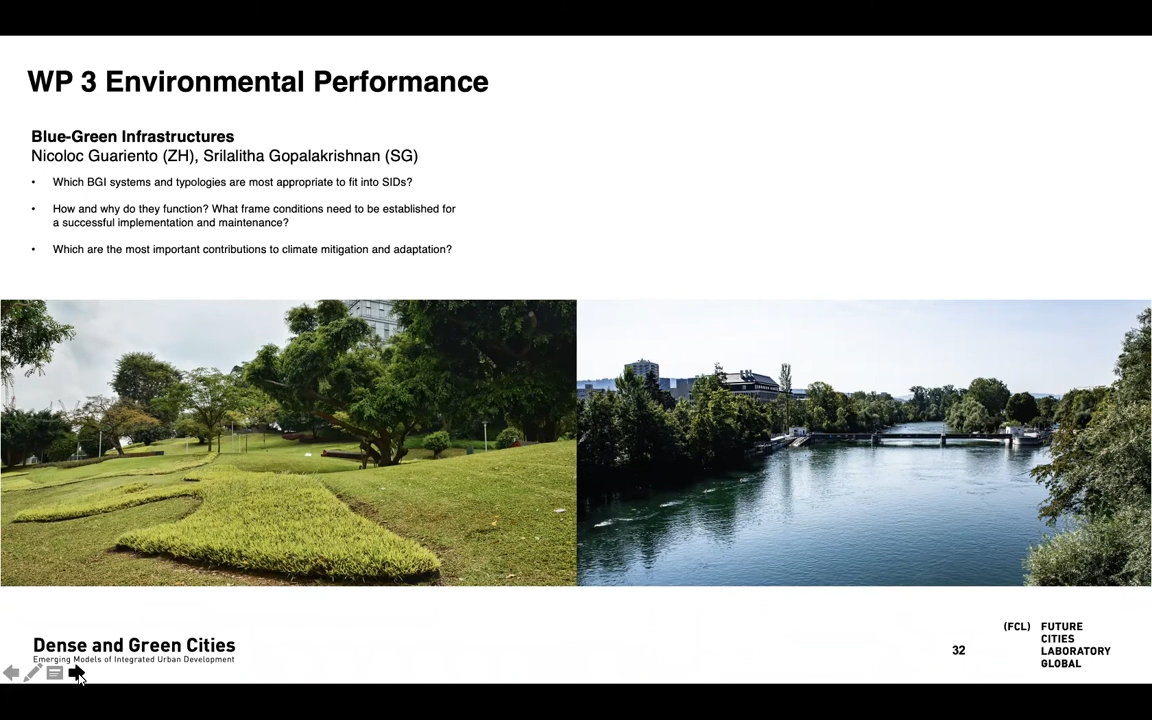 WP 3 Environmental Performance
Blue-Green Infrastructures
Nicoloc Guariento (ZH), Srilalitha Gopalakrishnan (SG)
• Which BGI systems and typologies are most appropriate to fit into SIDs?
• How and why do they function? What frame conditions need to be established for
a successful implementation and maintenance?
• Which are the most important contributions to climate mitigation and adaptation?
Dense and Green Cities
Emerging Models of Integrated Urban Development
32
(FCL) FUTURE
CITIES
LABORATORY
GLOBAL